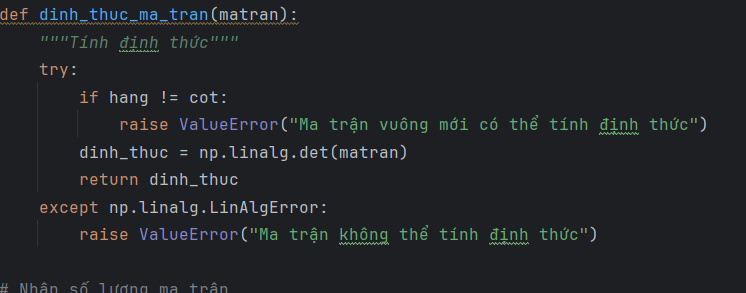 def dinh_thuc_ma_tran(matran):
"""Tính định thức"""
try:
if hang != cot:
raise ValueError("Ma trận vuông mới có thể tính định thức")
dinh_thuc = np.linalg.det(matran)
return dinh_thuc
except np.linalg.LinAlgError:
raise ValueError("Ma trận không thể tính định thức")
# Nhập số lượng ma trận